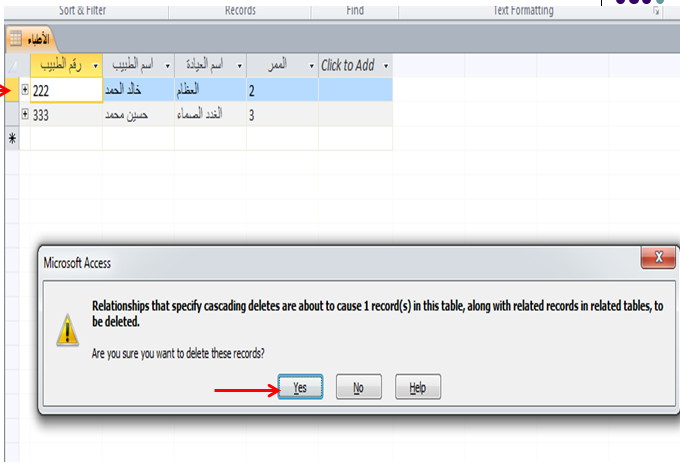 Sort & Filter Records Find Text Formatting
الأطباء
رقم الطبيب اسم الطبيب اسم العيادة الممر Click to Add
222 خالد الحمد العظام 2
333 حسين محمد الغدد الصماء 3
Microsoft Access
Relationships that specify cascading deletes are about to cause 1 record(s) in this table, along with related records in related tables, to
be deleted.
Are you sure you want to delete these records?
Yes No Help